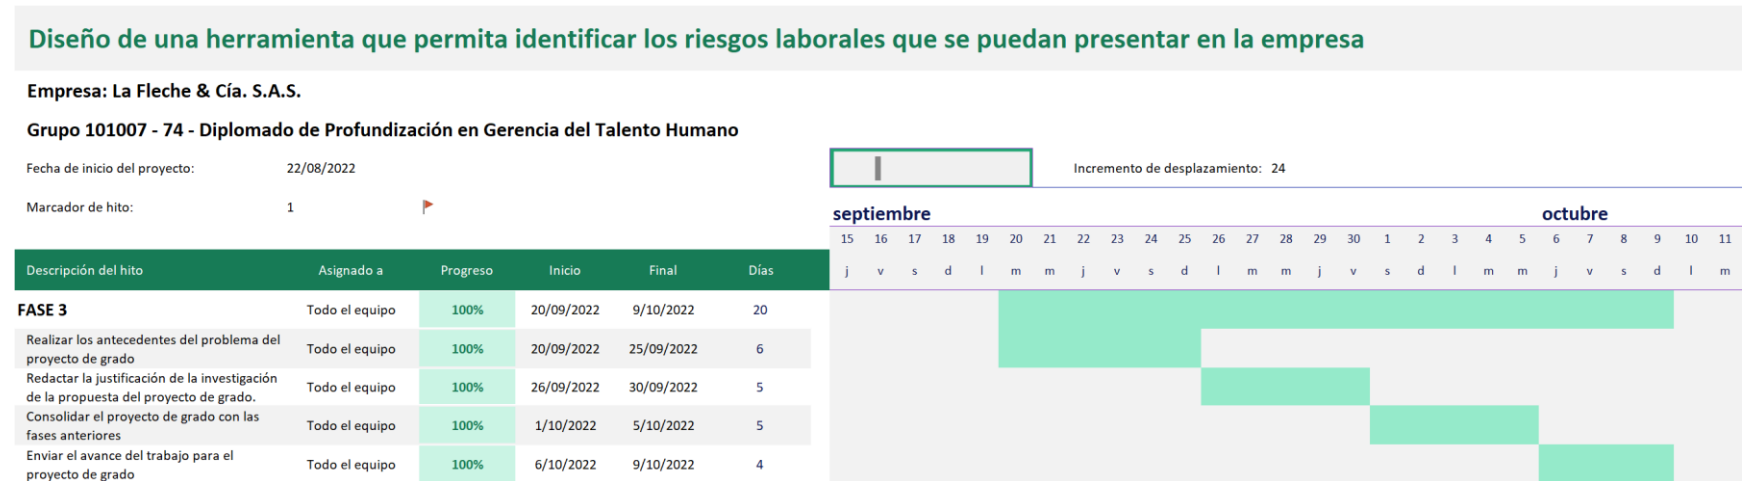 Diseño de una herramienta que permita identificar los riesgos laborales que se puedan presentar en la empresa
Empresa: La Fleche & Cía. S.A.S.
Grupo 101007 - 74 - Diplomado de Profundización en Gerencia del Talento Humano
Fecha de inicio del proyecto: 22/08/2022
Incremento de desplazamiento: 24
Marcador de hito: 1
septiembre octubre
15 16 17 18 19 20 21 22 23 24 25 26 27 28 29 30 1 2 3 4 5 6 7 8 9 10 11
Descripción del hito Asignado a Progreso Inicio Final Días j v s d l m m j v s d l m m j v s d l m m j v s d l m
FASE 3 Todo el equipo 100% 20/09/2022 9/10/2022 20
Realizar los antecedentes del problema del
proyecto de grado
Todo el equipo 100% 20/09/2022 25/09/2022 6
Redactar la justificación de la investigación
de la propuesta del proyecto de grado.
Todo el equipo 100% 26/09/2022 30/09/2022 5
Consolidar el proyecto de grado con las
fases anteriores
Todo el equipo 100% 1/10/2022 5/10/2022 5
Enviar el avance del trabajo para el
proyecto de grado
Todo el equipo 100% 6/10/2022 9/10/2022 4